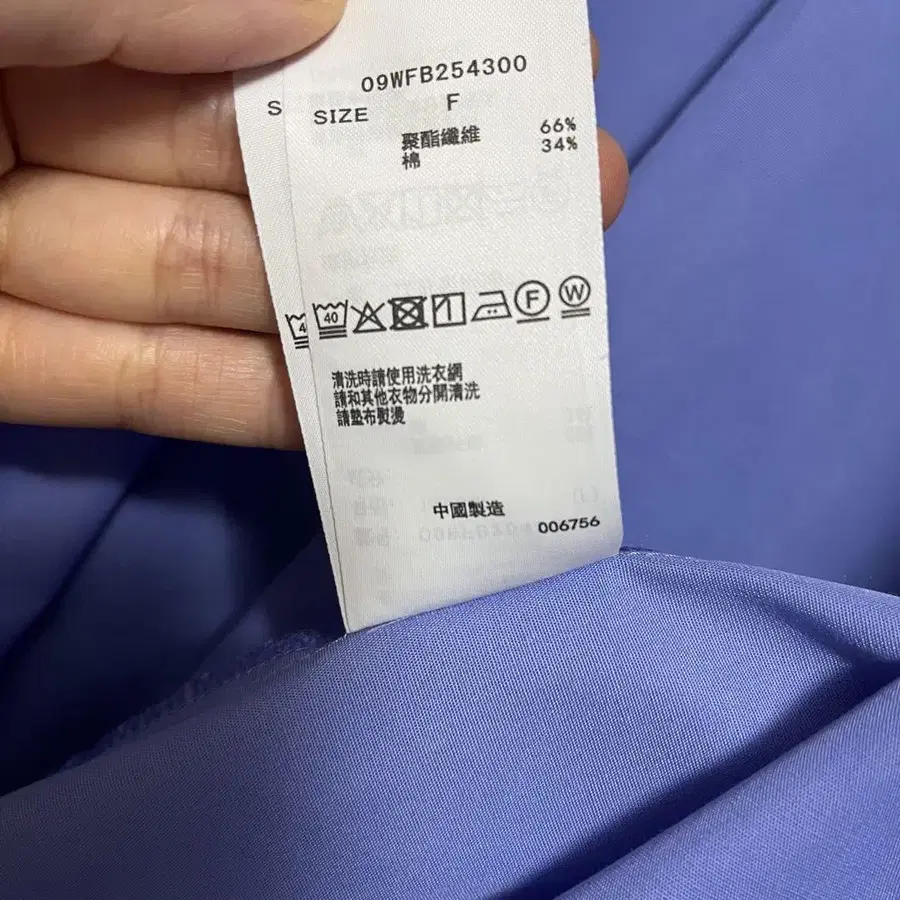 09WFB254300
S
SIZE F
聚酯纖維 66%
棉 34%
40
F
W
清洗時請使用洗衣網
請和其他衣物分開清洗
請墊布熨燙
中國製造
006756